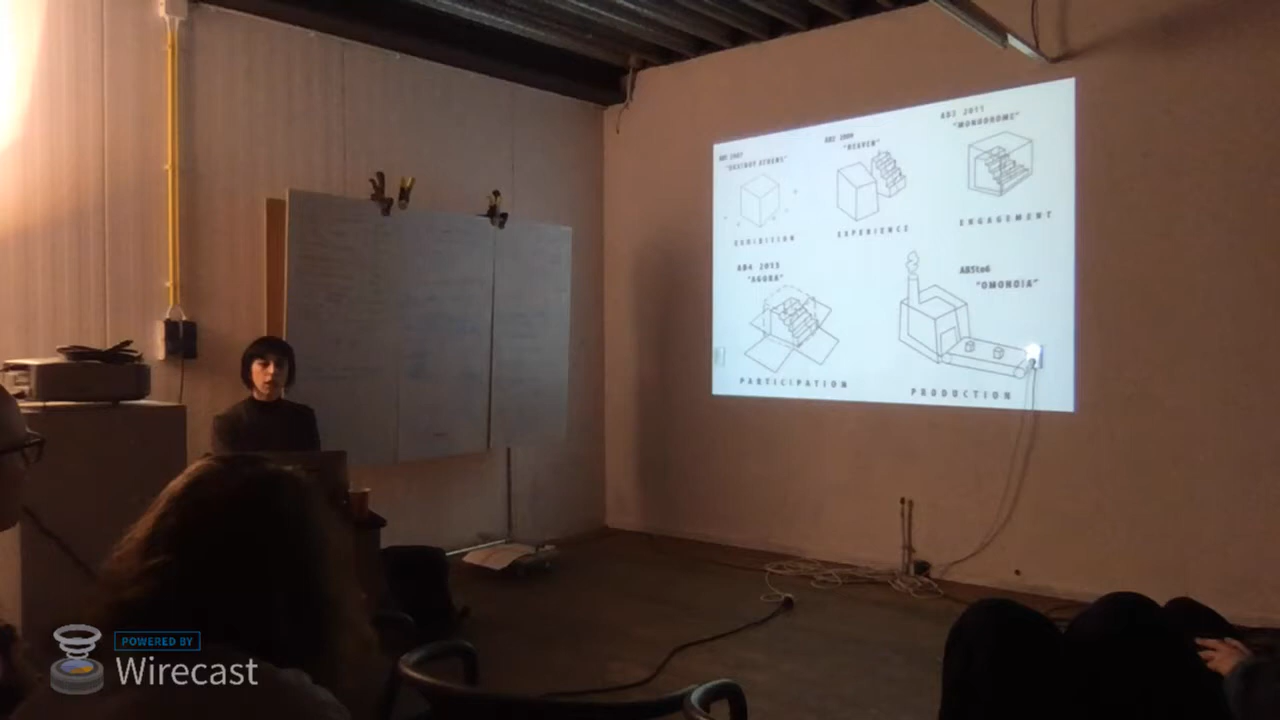 AB1 2007
"DESTROY ATHENS"
EXHIBITION
AB2 2009
"HEAVEN"
EXPERIENCE
AB3 2011
"MONODROME"
ENGAGEMENT
AB4 2013
"AGORA"
PARTICIPATION
AB5to6
"OMONOIA"
PRODUCTION
POWERED BY
Wirecast